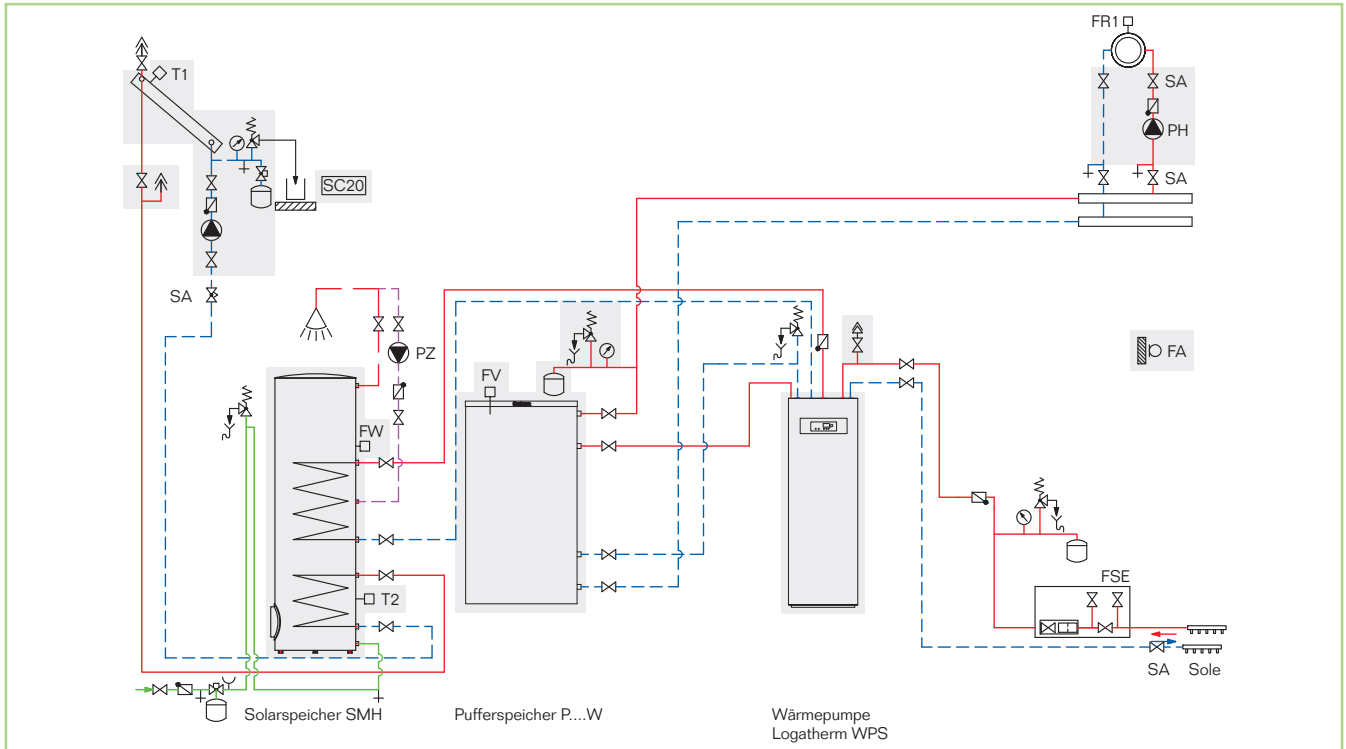 FR1
T1
SA
PH
SC20
SA
SA
PZ
FA
FV
FW
T2
FSE
SA
Sole
Solarspeicher SMH
Pufferspeicher P....W
Wärmepumpe
Logatherm WPS